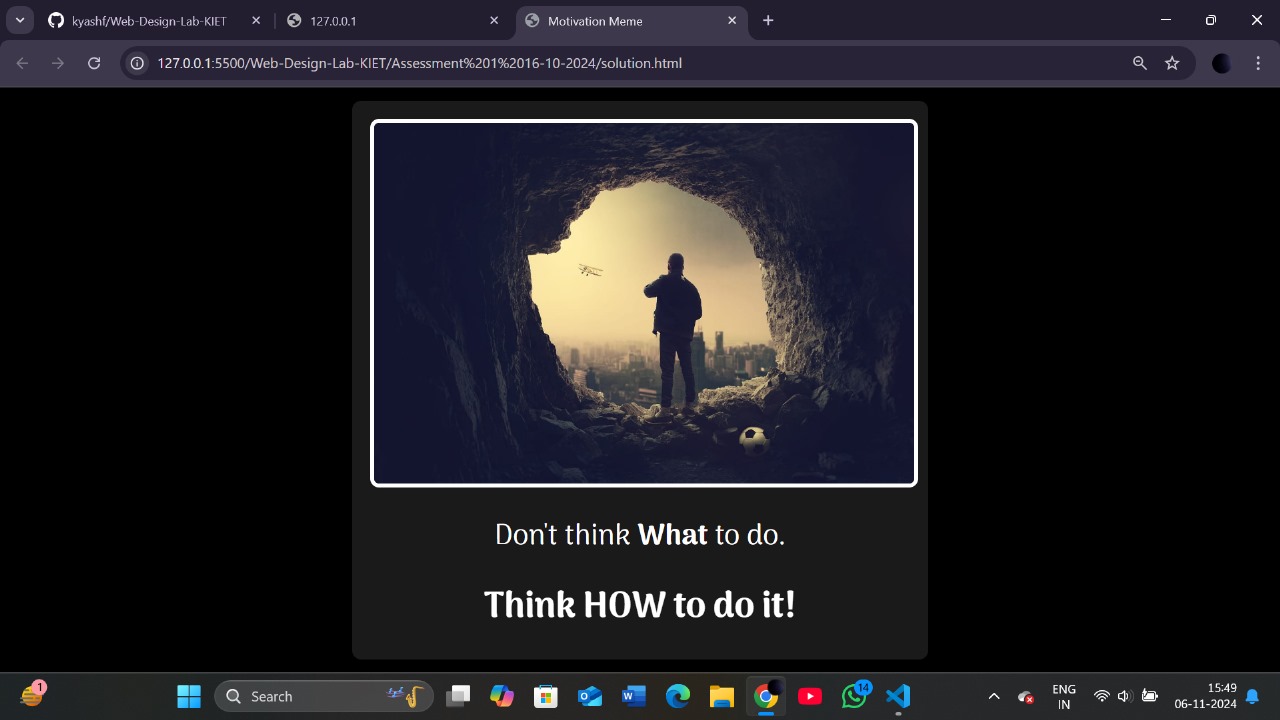 kyashf/Web-Design-Lab-KIET
127.0.0.1
Motivation Meme
127.0.0.1:5500/Web-Design-Lab-KIET/Assessment%201%2016-10-2024/solution.html
Don't think What to do.
Think HOW to do it!
1
Search
14
ENG
IN
15:49
06-11-2024